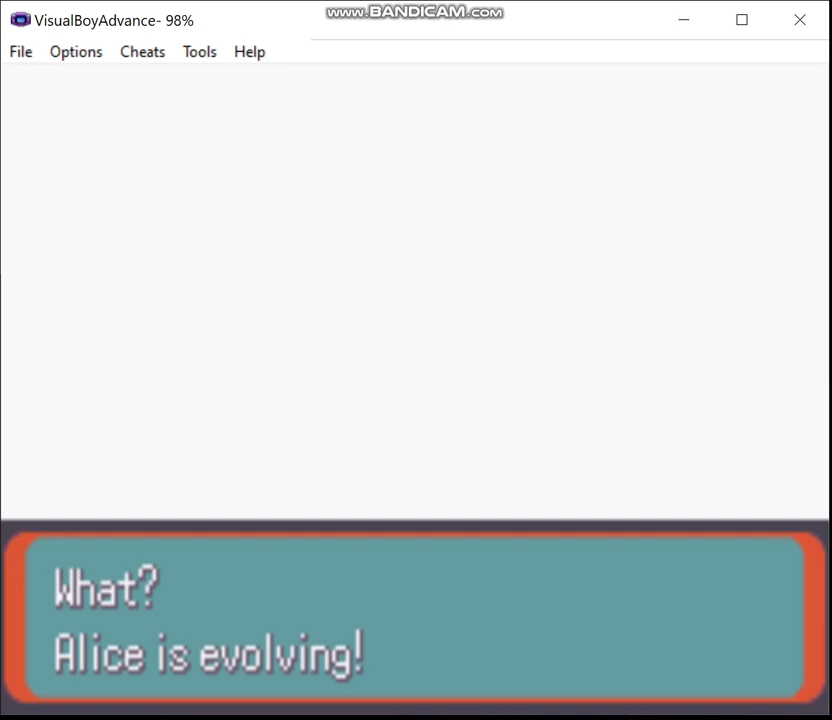 www.BANDICAM.com
VisualBoyAdvance- 98%
File Options Cheats Tools Help
What?
Alice is evolving!